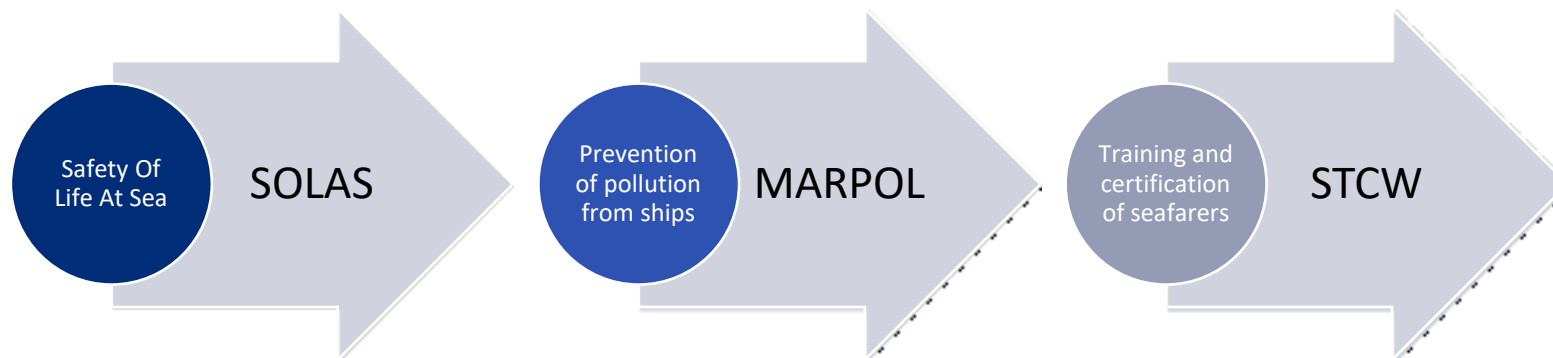 Safety Of
Life At Sea
SOLAS
Prevention
of pollution
from ships
MARPOL
Training and
certification
of seafarers
STCW